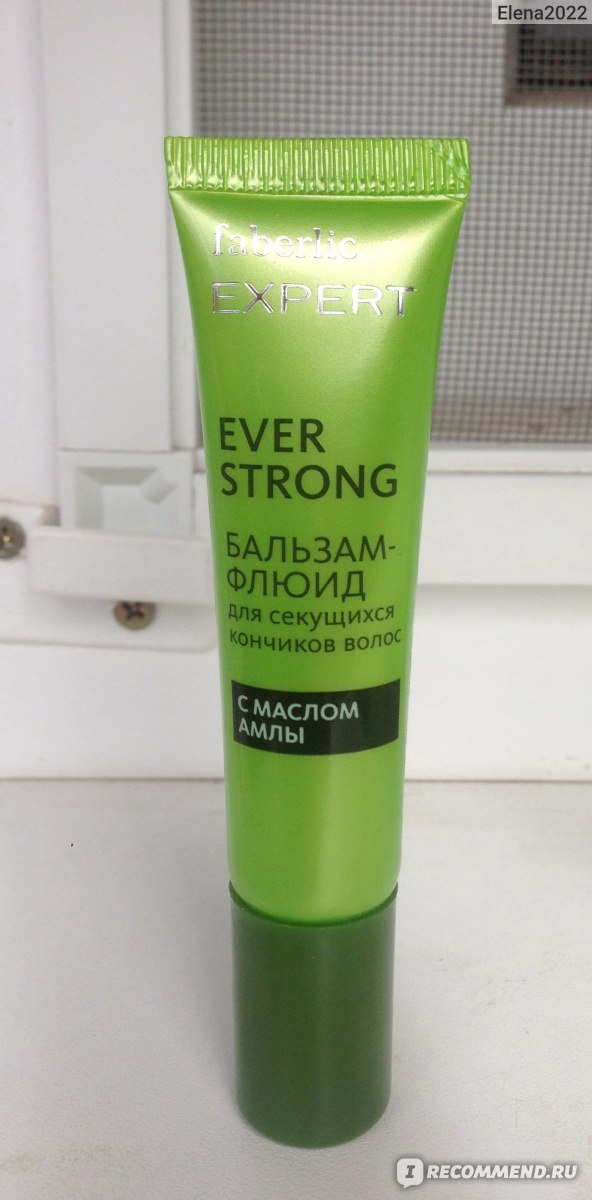 Elena2022
faberlic
EXPERT
EVER
STRONG
БАЛЬЗАМ-
ФЛЮИД
для секущихся
кончиков волос
С МАСЛОМ
АМЛЫ
IRECOMMEND.RU